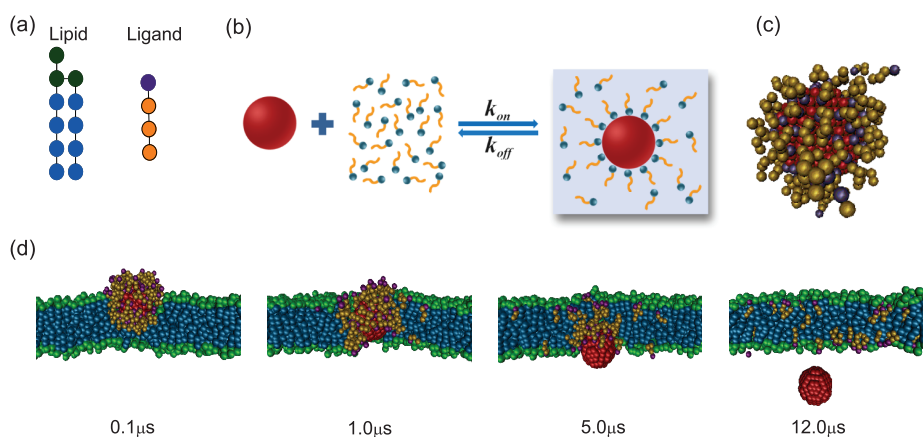 (a)
Lipid
Ligand
(b)
k_on
k_off
(c)
(d)
0.1μs
1.0μs
5.0μs
12.0μs